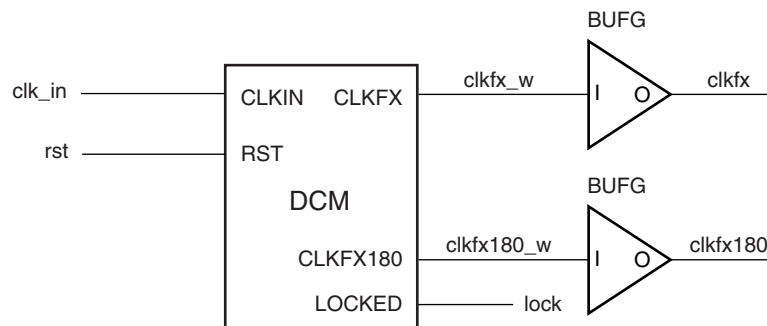 BUFG
clk_in CLKIN CLKFX clkfx_w I O clkfx
rst RST
DCM
BUFG
CLKFX180 clkfx180_w I O clkfx180
LOCKED lock